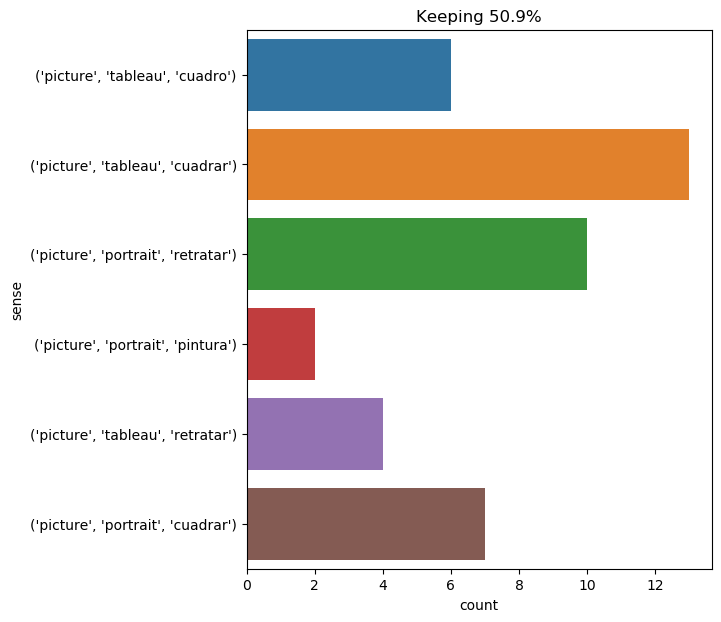 Keeping 50.9%
('picture', 'tableau', 'cuadro')
('picture', 'tableau', 'cuadrar')
('picture', 'portrait', 'retratar')
('picture', 'portrait', 'pintura')
('picture', 'tableau', 'retratar')
('picture', 'portrait', 'cuadrar')
sense
0 2 4 6 8 10 12
count